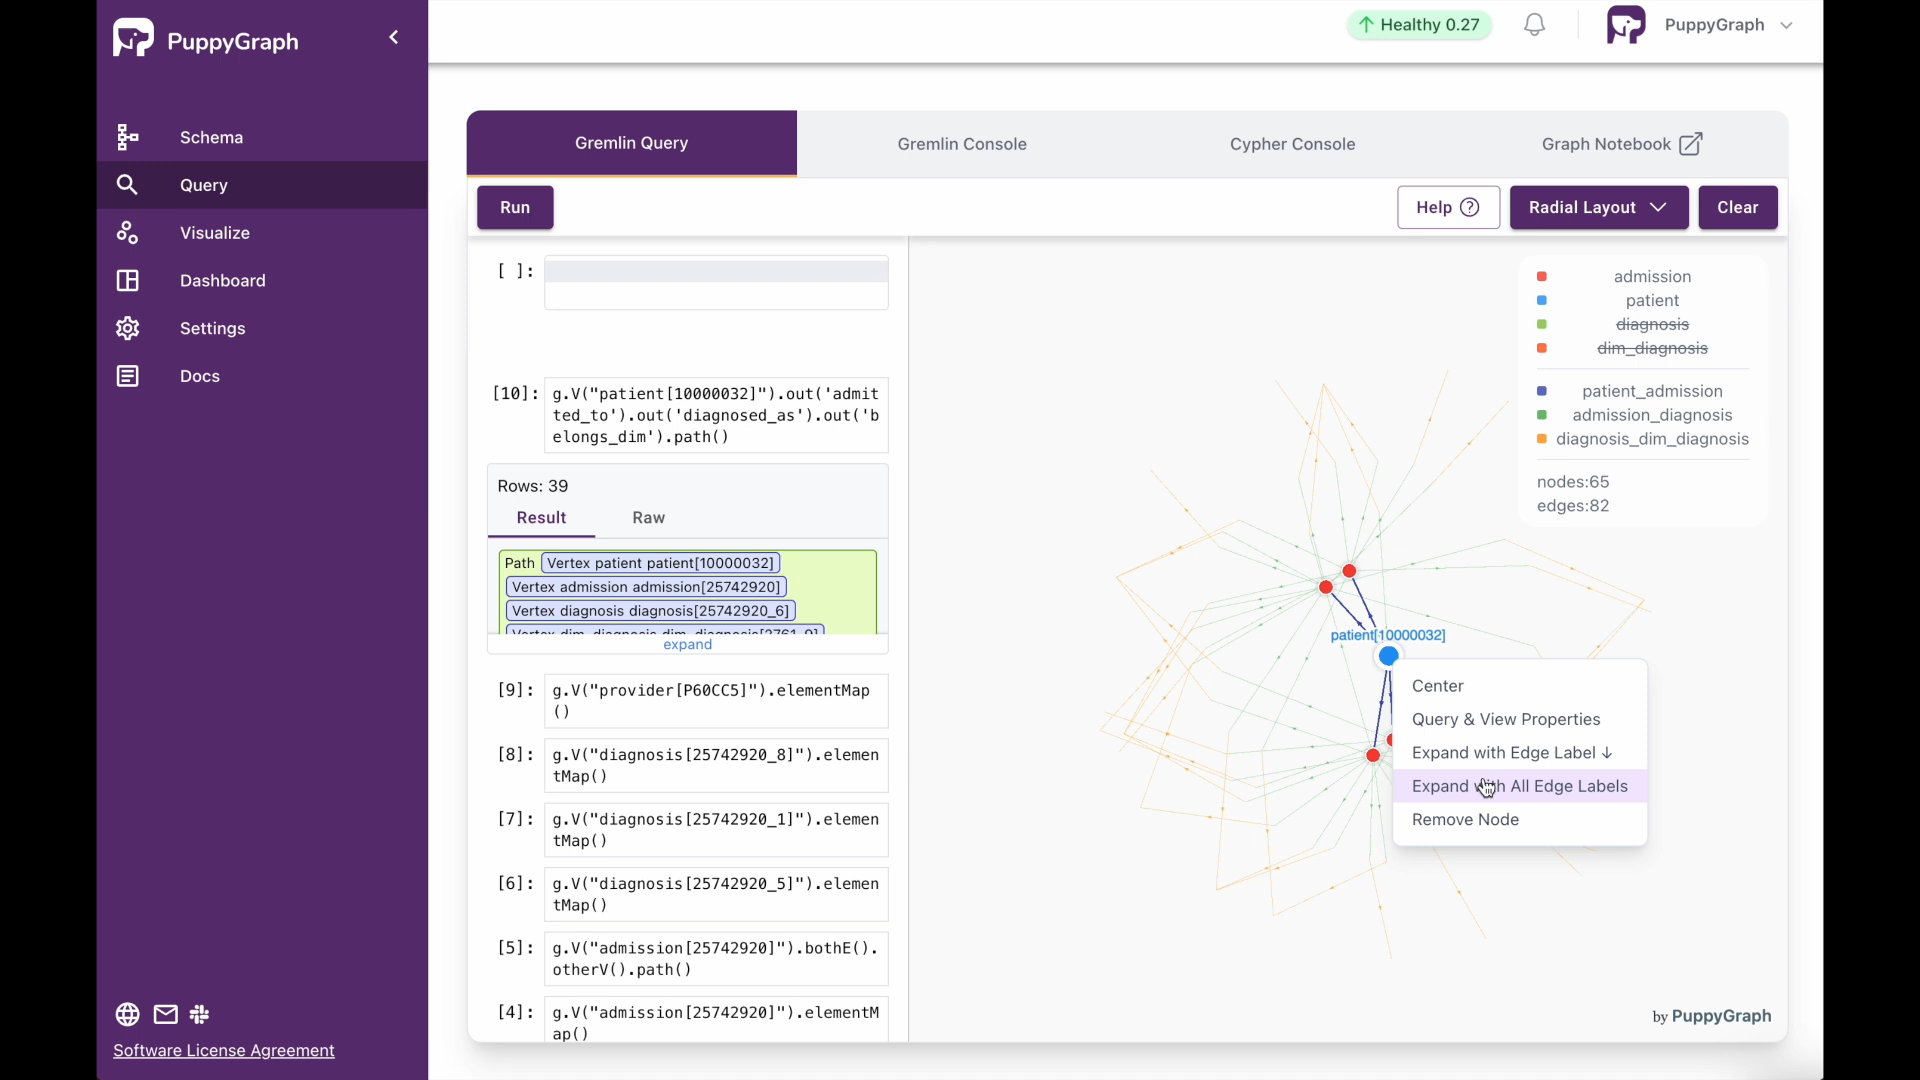 PuppyGraph
Healthy 0.27
PuppyGraph
Schema
Query
Visualize
Dashboard
Settings
Docs
Software License Agreement
Gremlin Query
Gremlin Console
Cypher Console
Graph Notebook
Run
Help
Radial Layout
Clear
[ ]:
[10]: g.V("patient[10000032]").out('admit
ted_to').out('diagnosed_as').out('b
elongs_dim').path()
Rows: 39
Result
Raw
Path Vertex patient patient[10000032]
Vertex admission admission[25742920]
Vertex diagnosis diagnosis[25742920_6]
Vertex dim_diagnosis dim_diagnosis[2761_9]
expand
[9]: g.V("provider[P60CC5]").elementMap
()
[8]: g.V("diagnosis[25742920_8]").elemen
tMap()
[7]: g.V("diagnosis[25742920_1]").elemen
tMap()
[6]: g.V("diagnosis[25742920_5]").elemen
tMap()
[5]: g.V("admission[25742920]").bothE().
otherV().path()
[4]: g.V("admission[25742920]").elementM
ap()
admission
patient
diagnosis
dim_diagnosis
patient_admission
admission_diagnosis
diagnosis_dim_diagnosis
nodes:65
edges:82
patient[10000032]
Center
Query & View Properties
Expand with Edge Label ↓
Expand with All Edge Labels
Remove Node
by PuppyGraph